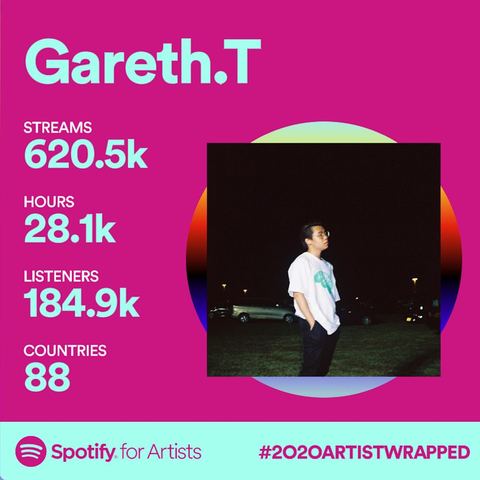 Gareth.T
STREAMS
620.5k
HOURS
28.1k
LISTENERS
184.9k
COUNTRIES
88
Spotify for Artists
#2020ARTISTWRAPPED